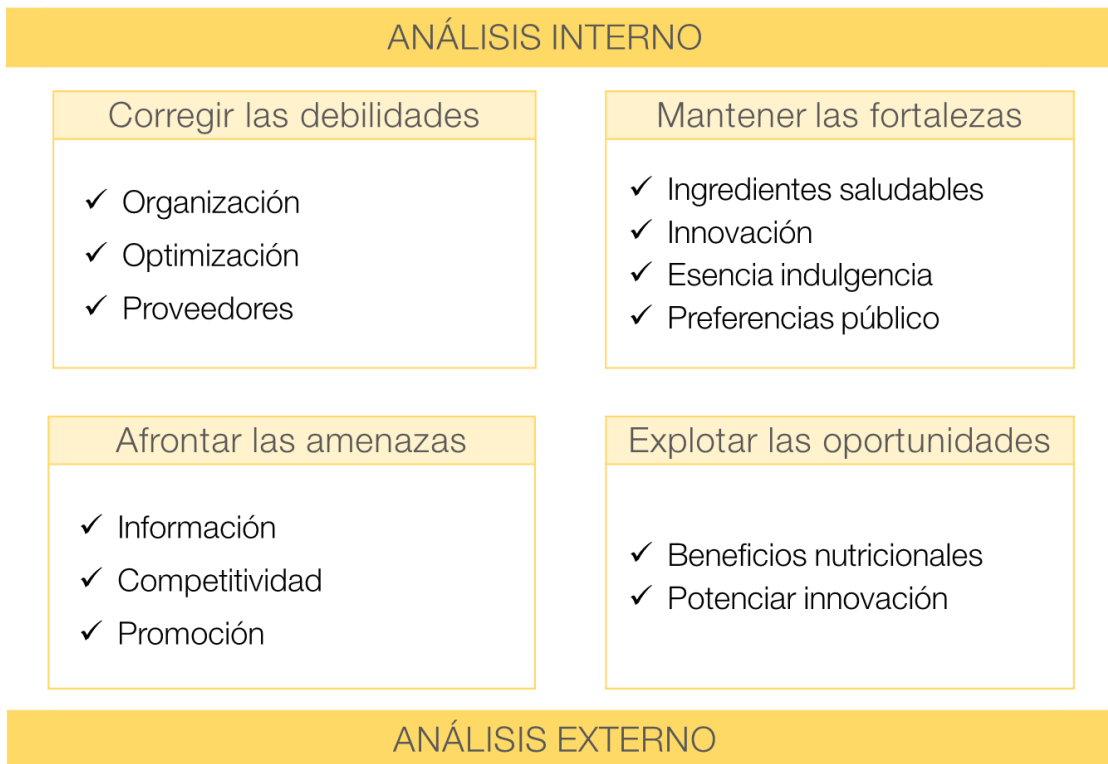 ANÁLISIS INTERNO
Corregir las debilidades
✓ Organización
✓ Optimización
✓ Proveedores
Mantener las fortalezas
✓ Ingredientes saludables
✓ Innovación
✓ Esencia indulgencia
✓ Preferencias público
Afrontar las amenazas
✓ Información
✓ Competitividad
✓ Promoción
Explotar las oportunidades
✓ Beneficios nutricionales
✓ Potenciar innovación
ANÁLISIS EXTERNO